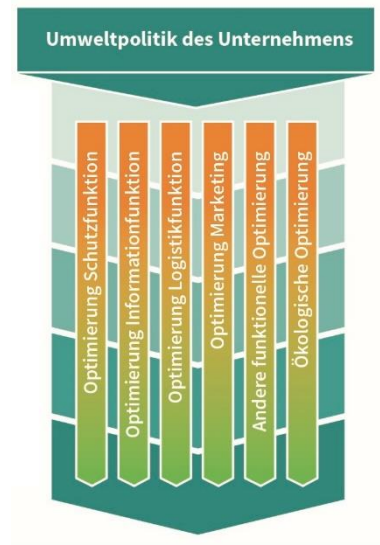 Umweltpolitik des Unternehmens
Optimierung Schutzfunktion
Optimierung Informationfunktion
Optimierung Logistikfunktion
Optimierung Marketing
Andere funktionelle Optimierung
Ökologische Optimierung